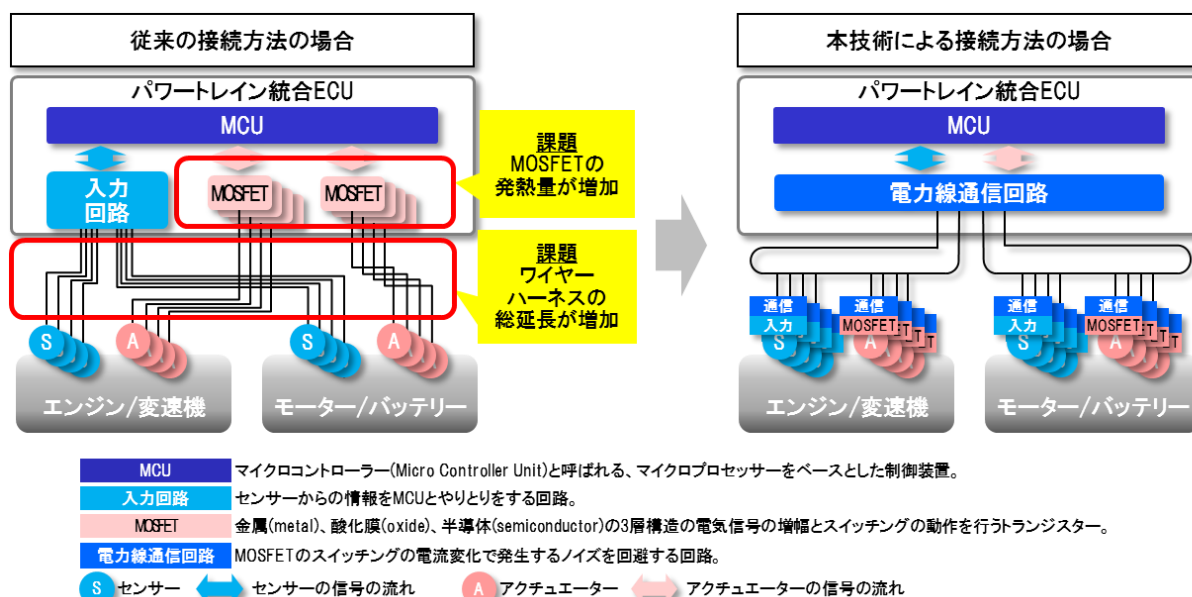 従来の接続方法の場合
パワートレイン統合ECU
MCU
入力
回路
MOSFET
MOSFET
課題
MOSFETの
発熱量が増加
課題
ワイヤー
ハーネスの
総延長が増加
S
A
S
A
エンジン/変速機
モーター/バッテリー
本技術による接続方法の場合
パワートレイン統合ECU
MCU
電力線通信回路
通信
入力
S
通信
MOSFET
A
通信
入力
S
通信
MOSFET
A
エンジン/変速機
モーター/バッテリー
MCU マイクロコントローラー(Micro Controller Unit)と呼ばれる、マイクロプロセッサーをベースとした制御装置。
入力回路 センサーからの情報をMCUとやりとりをする回路。
MOSFET 金属(metal)、酸化膜(oxide)、半導体(semiconductor)の3層構造の電気信号の増幅とスイッチングの動作を行うトランジスター。
電力線通信回路 MOSFETのスイッチングの電流変化で発生するノイズを回避する回路。
S センサー センサーの信号の流れ A アクチュエーター アクチュエーターの信号の流れ